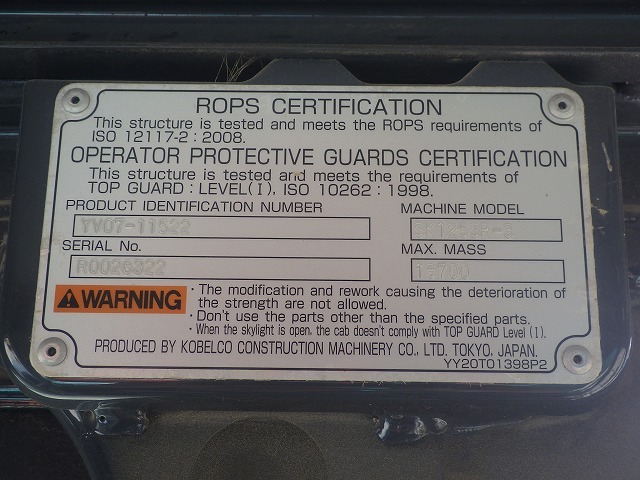 ROPS CERTIFICATION
This structure is tested and meets the ROPS requirements of
ISO 12117-2 : 2008.
OPERATOR PROTECTIVE GUARDS CERTIFICATION
This structure is tested and meets the requirements of
TOP GUARD : LEVEL(I), ISO 10262 : 1998.
PRODUCT IDENTIFICATION NUMBER
YV07-11522
MACHINE MODEL
SERIAL No.
MAX. MASS
WARNING
· The modification and rework causing the deterioration of
the strength are not allowed.
· Don't use the parts other than the specified parts.
· When the skylight is open, the cab doesn't comply with TOP GUARD Level (I).
PRODUCED BY KOBELCO CONSTRUCTION MACHINERY CO., LTD. TOKYO, JAPAN.
YY20T01398P2